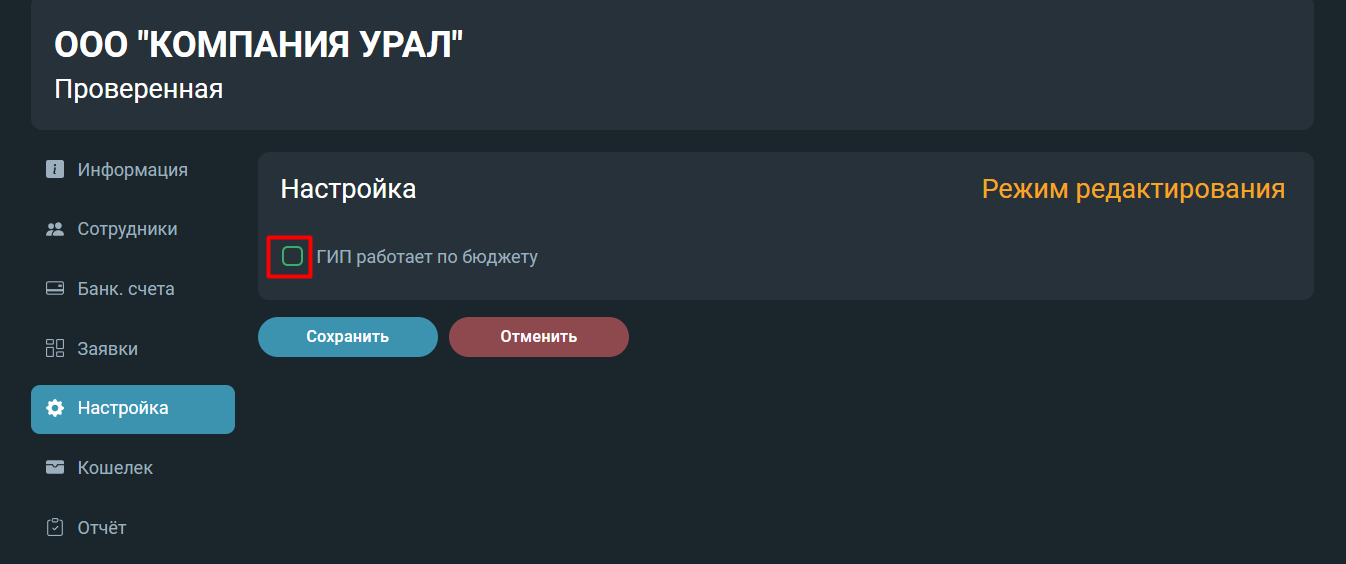 ООО "КОМПАНИЯ УРАЛ"
Проверенная
Информация
Сотрудники
Банк. счета
Заявки
Настройка
Кошелек
Отчёт
Настройка
Режим редактирования
ГИП работает по бюджету
Сохранить
Отменить